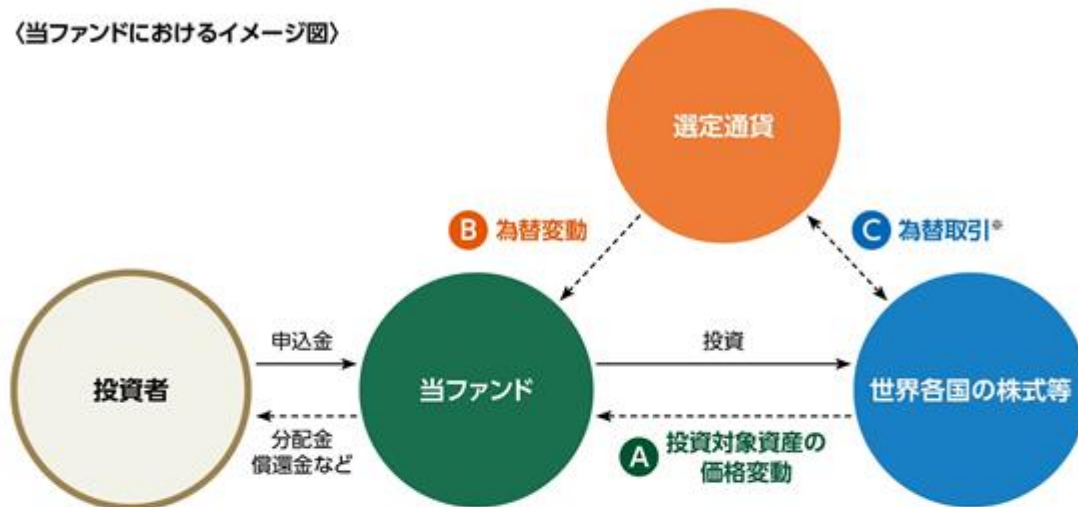 〈当ファンドにおけるイメージ図〉
選定通貨
B 為替変動
C 為替取引※
投資者
申込金
分配金
償還金など
当ファンド
投資
A 投資対象資産の
価格変動
世界各国の株式等